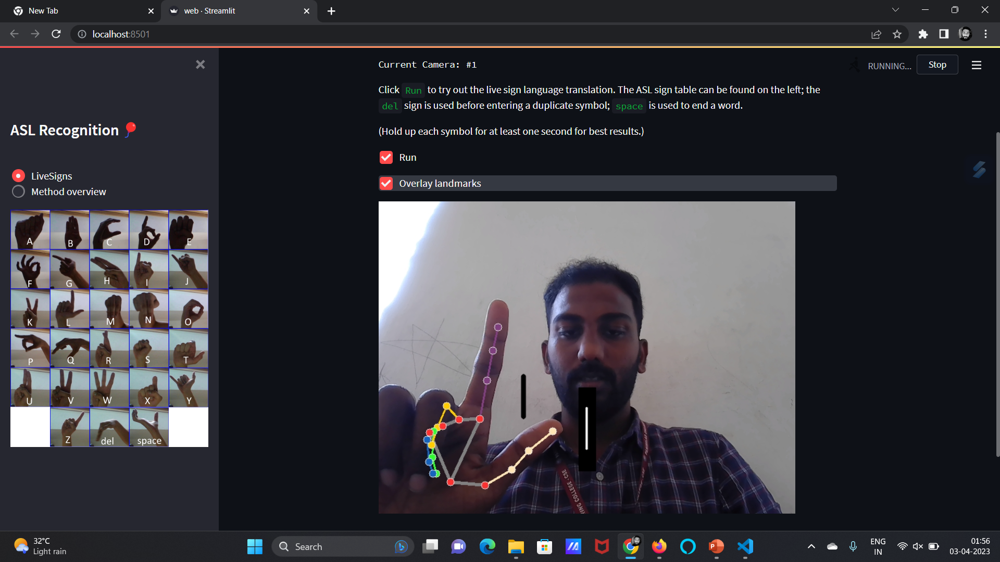 New Tab
web · Streamlit
localhost:8501
Current Camera: #1
RUNNING...
Stop
Click Run to try out the live sign language translation. The ASL sign table can be found on the left; the
del sign is used before entering a duplicate symbol; space is used to end a word.
(Hold up each symbol for at least one second for best results.)
Run
Overlay landmarks
ASL Recognition
LiveSigns
Method overview
A B C D E
F G H I J
K L M N O
P Q R S T
U V W X Y
Z del space
KING COLLEGE - CSE
32°C
Light rain
Search
ENG
IN
01:56
03-04-2023